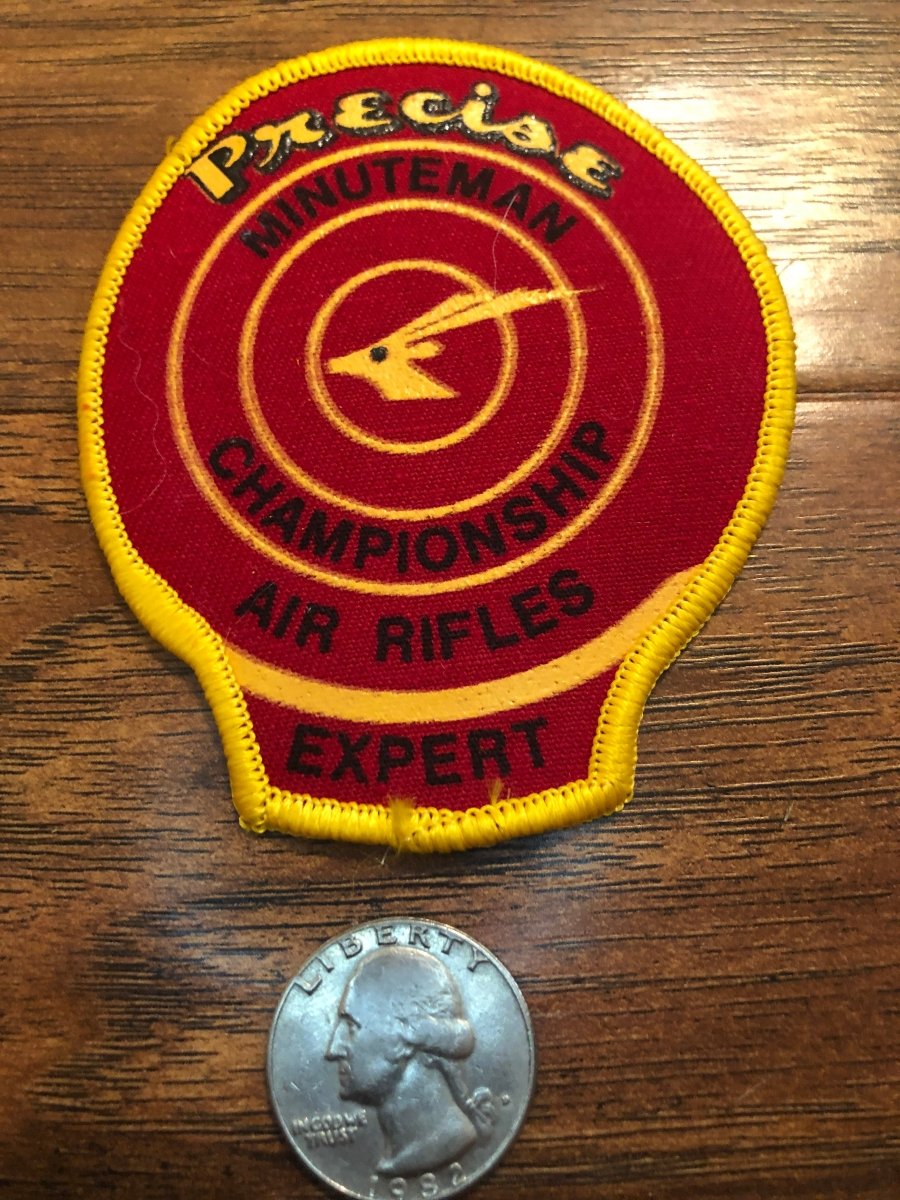 Precise
MINUTEMAN
CHAMPIONSHIP
AIR RIFLES
EXPERT
LIBERTY
IN GOD WE
TRUST
D
1982